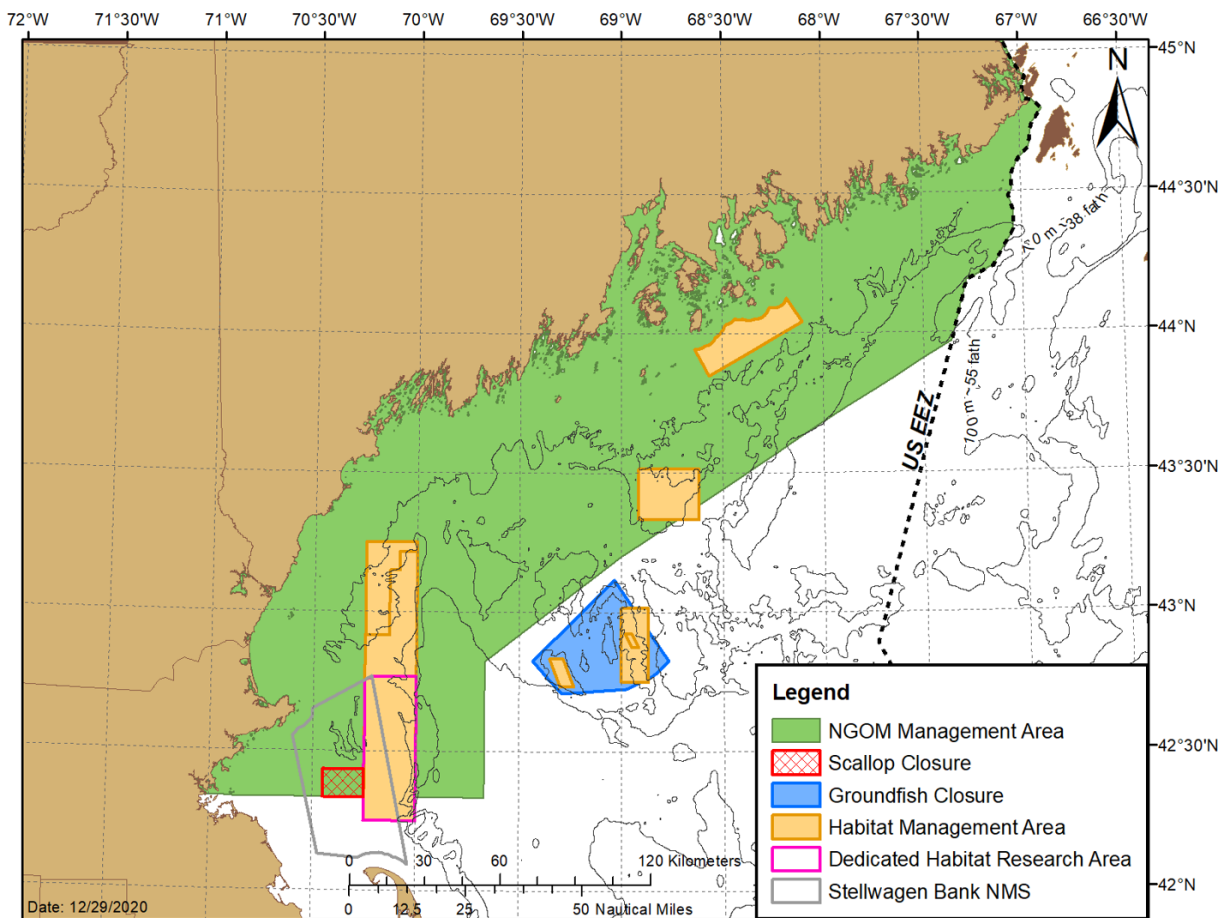 72°W 71°30'W 71°W 70°30'W 70°W 69°30'W 69°W 68°30'W 68°W 67°30'W 67°W 66°30'W
45°N
N
44°30'N
44°N
43°30'N
43°N
42°30'N
42°N
~38 fath
100 m ~55 fath
US EEZ
Legend
NGOM Management Area
Scallop Closure
Groundfish Closure
Habitat Management Area
Dedicated Habitat Research Area
Stellwagen Bank NMS
0 30 60 120 Kilometers
0 12.5 25 50 Nautical Miles
Date: 12/29/2020